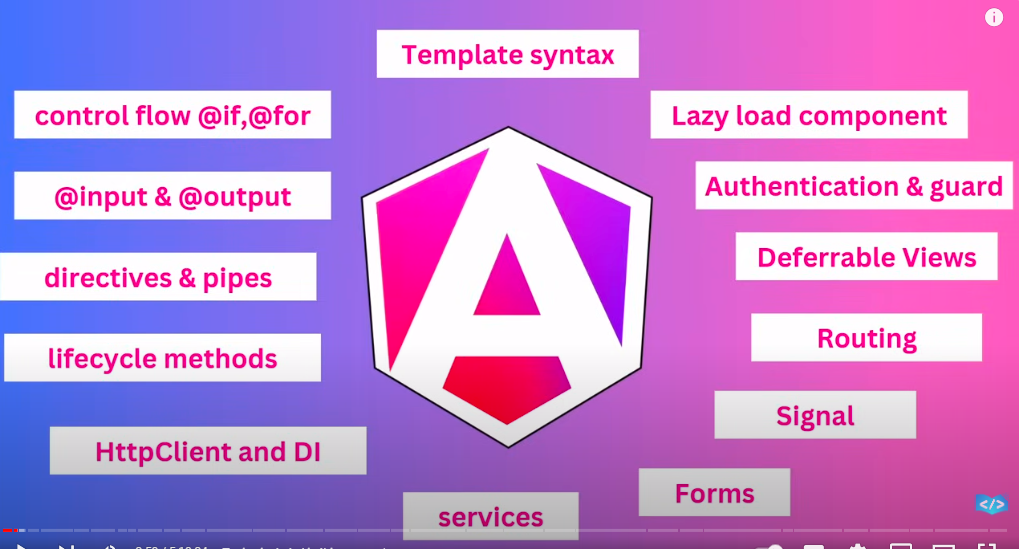 Template syntax
control flow @if,@for
Lazy load component
@input & @output
Authentication & guard
directives & pipes
Deferrable Views
lifecycle methods
Routing
HttpClient and DI
Signal
services
Forms